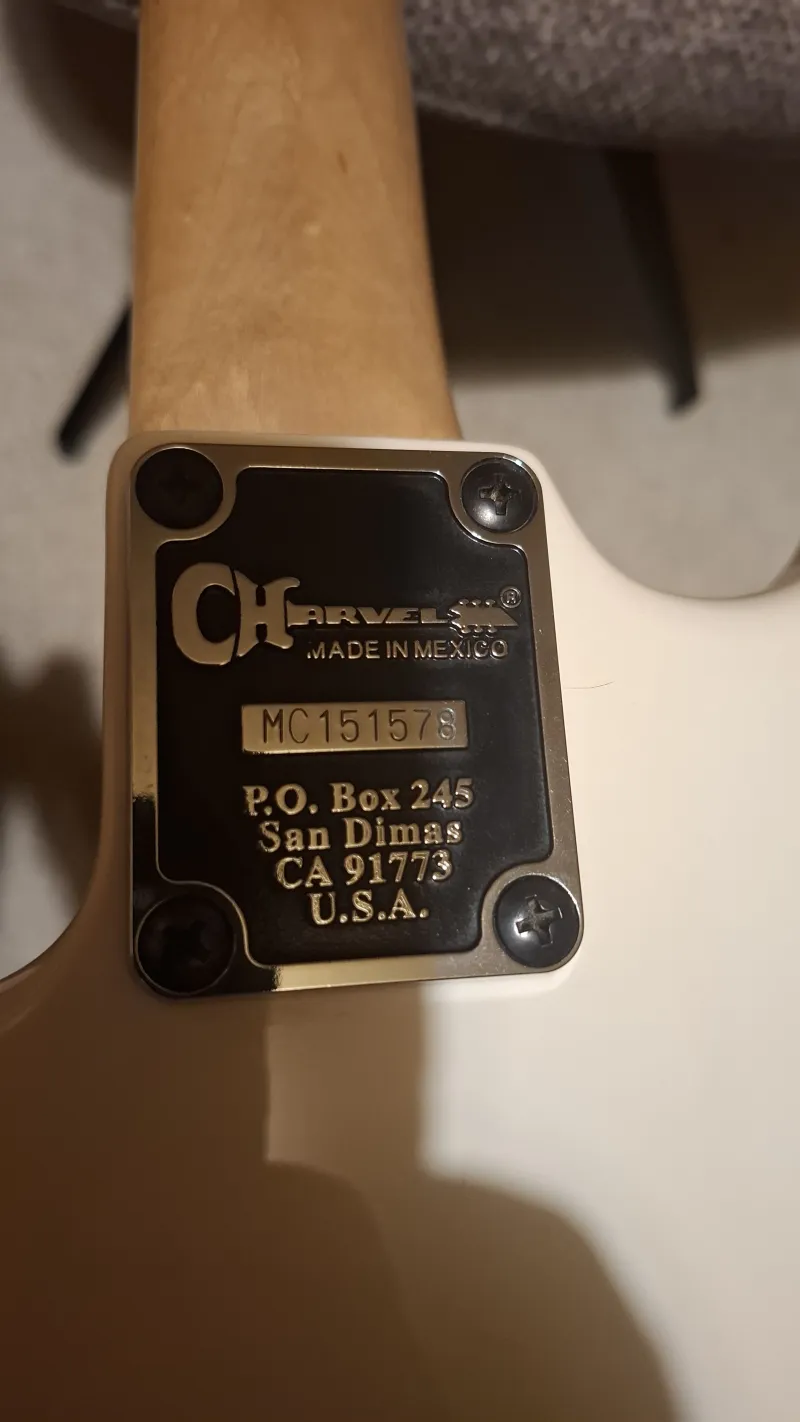 CHARVEL®
MADE IN MEXICO
MC151578
P.O. Box 245
San Dimas
CA 91773
U.S.A.